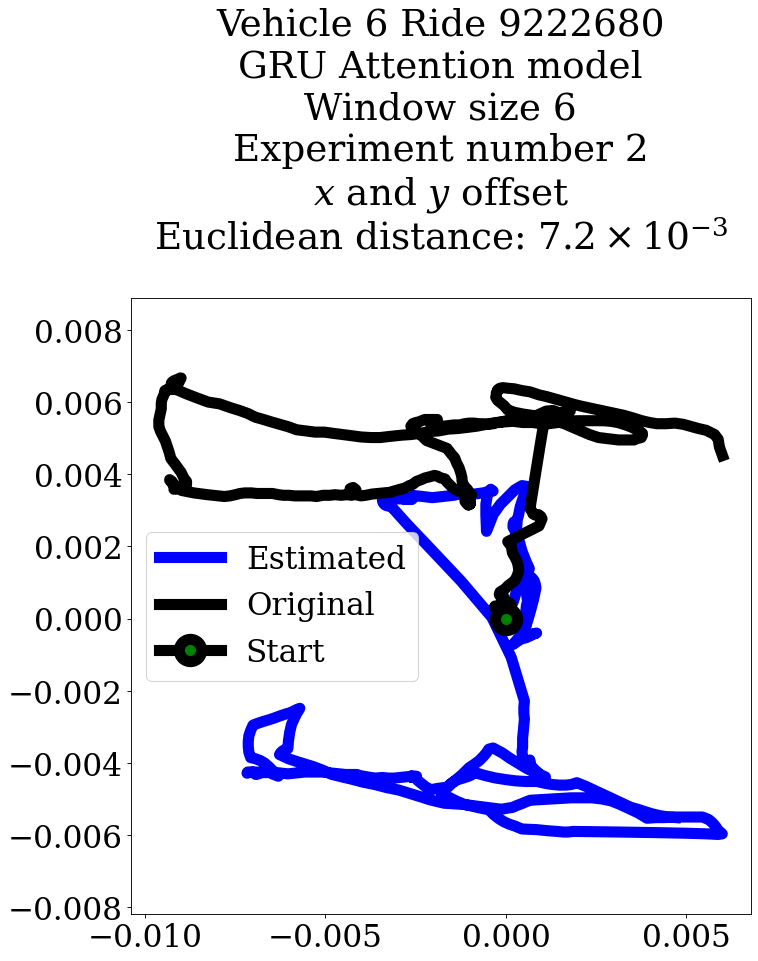 Vehicle 6 Ride 9222680
GRU Attention model
Window size 6
Experiment number 2
x and y offset
Euclidean distance: 7.2 × 10⁻³
0.008
0.006
0.004
0.002
0.000
−0.002
−0.004
−0.006
−0.008
Estimated
Original
Start
−0.010 −0.005 0.000 0.005